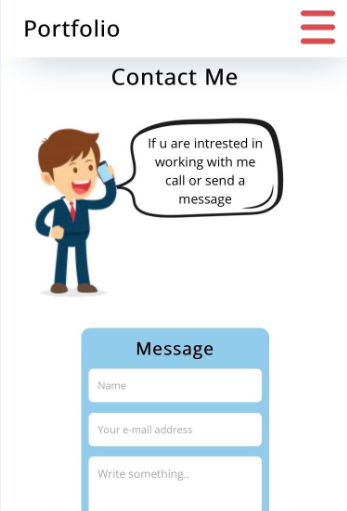 Portfolio
Contact Me
If u are intrested in
working with me
call or send a
message
Message
Name
Your e-mail address
Write something..